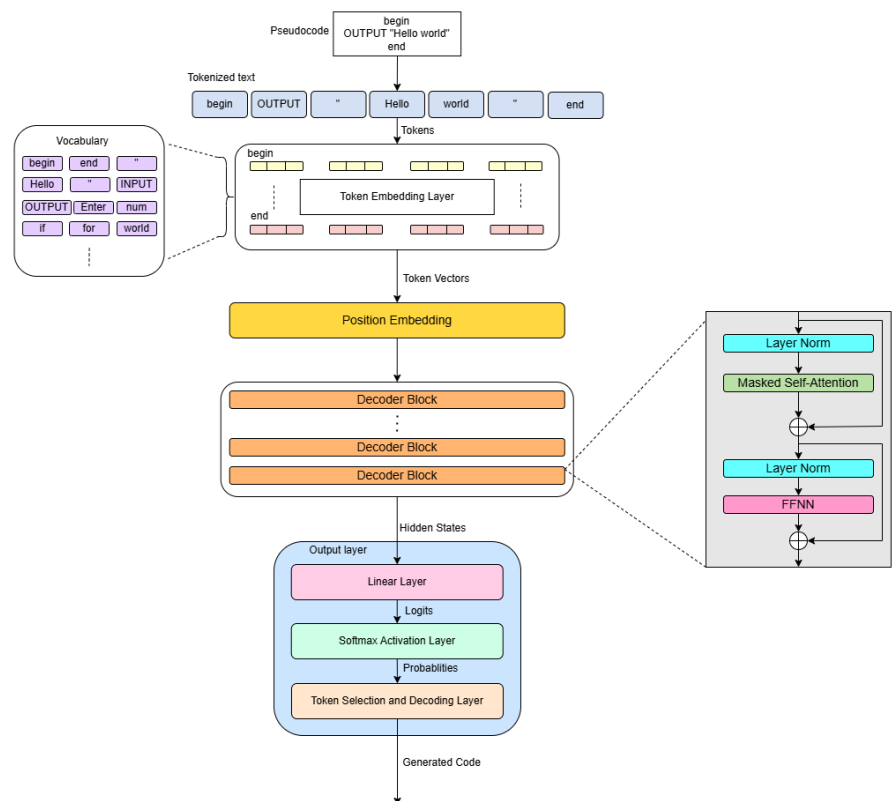 Pseudocode
begin
OUTPUT "Hello world"
end
Tokenized text
begin OUTPUT " Hello world " end
Tokens
Vocabulary
begin end "
Hello " INPUT
OUTPUT Enter num
if for world
begin
Token Embedding Layer
end
Token Vectors
Position Embedding
Decoder Block
Decoder Block
Decoder Block
Layer Norm
Masked Self-Attention
Layer Norm
FFNN
Hidden States
Output layer
Linear Layer
Logits
Softmax Activation Layer
Probablities
Token Selection and Decoding Layer
Generated Code